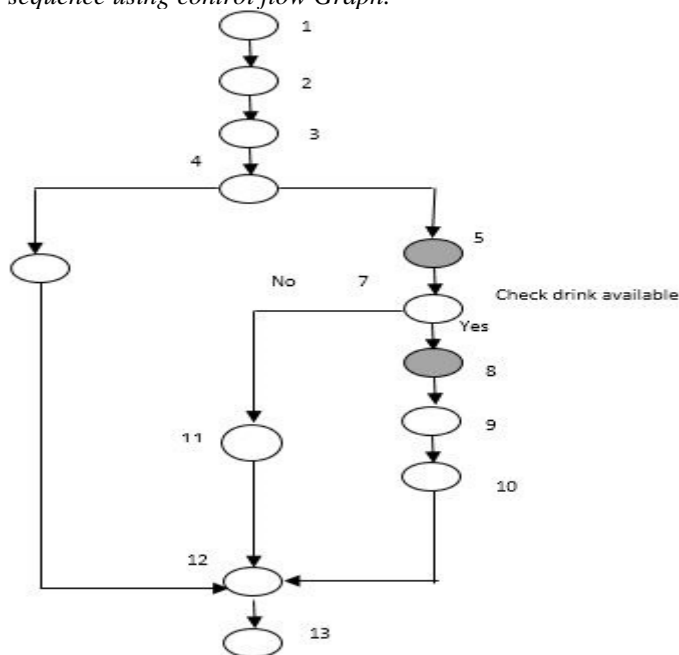 sequence using control flow Graph.
1
2
3
4
5
No 7
Check drink available
Yes
8
9
11
10
12
13